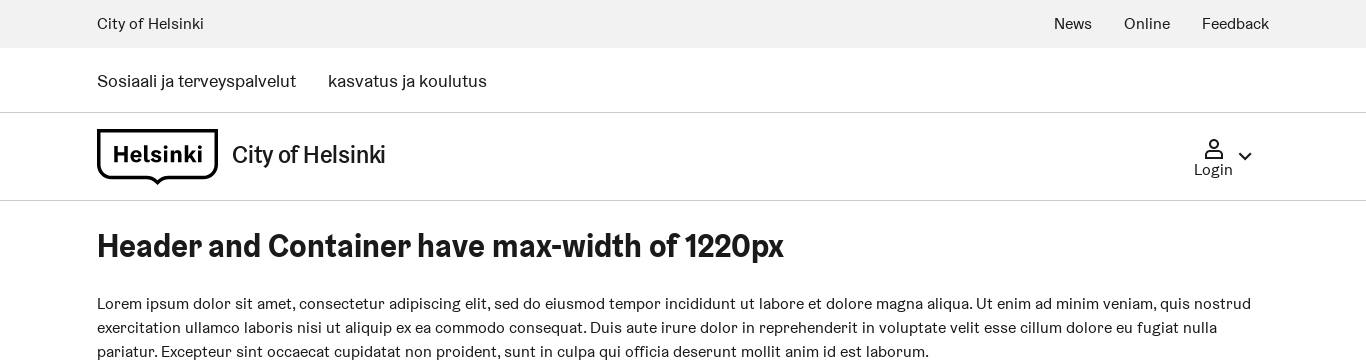 City of Helsinki News Online Feedback
Sosiaali ja terveyspalvelut kasvatus ja koulutus
Helsinki City of Helsinki Login
Header and Container have max-width of 1220px
Lorem ipsum dolor sit amet, consectetur adipiscing elit, sed do eiusmod tempor incididunt ut labore et dolore magna aliqua. Ut enim ad minim veniam, quis nostrud
exercitation ullamco laboris nisi ut aliquip ex ea commodo consequat. Duis aute irure dolor in reprehenderit in voluptate velit esse cillum dolore eu fugiat nulla
pariatur. Excepteur sint occaecat cupidatat non proident, sunt in culpa qui officia deserunt mollit anim id est laborum.